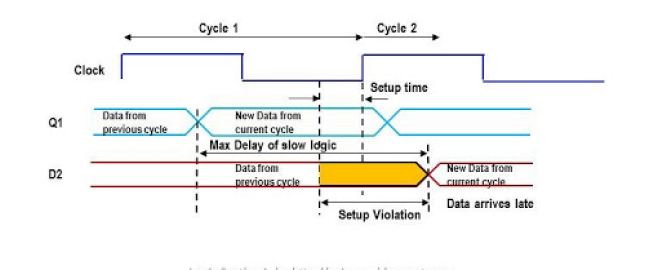 Cycle 1
Cycle 2
Clock
Setup time
Q1
Data from
previous cycle
New Data from
current cycle
Max Delay of slow logic
D2
Data from
previous cycle
New Data from
current cycle
Data arrives late
Setup Violation